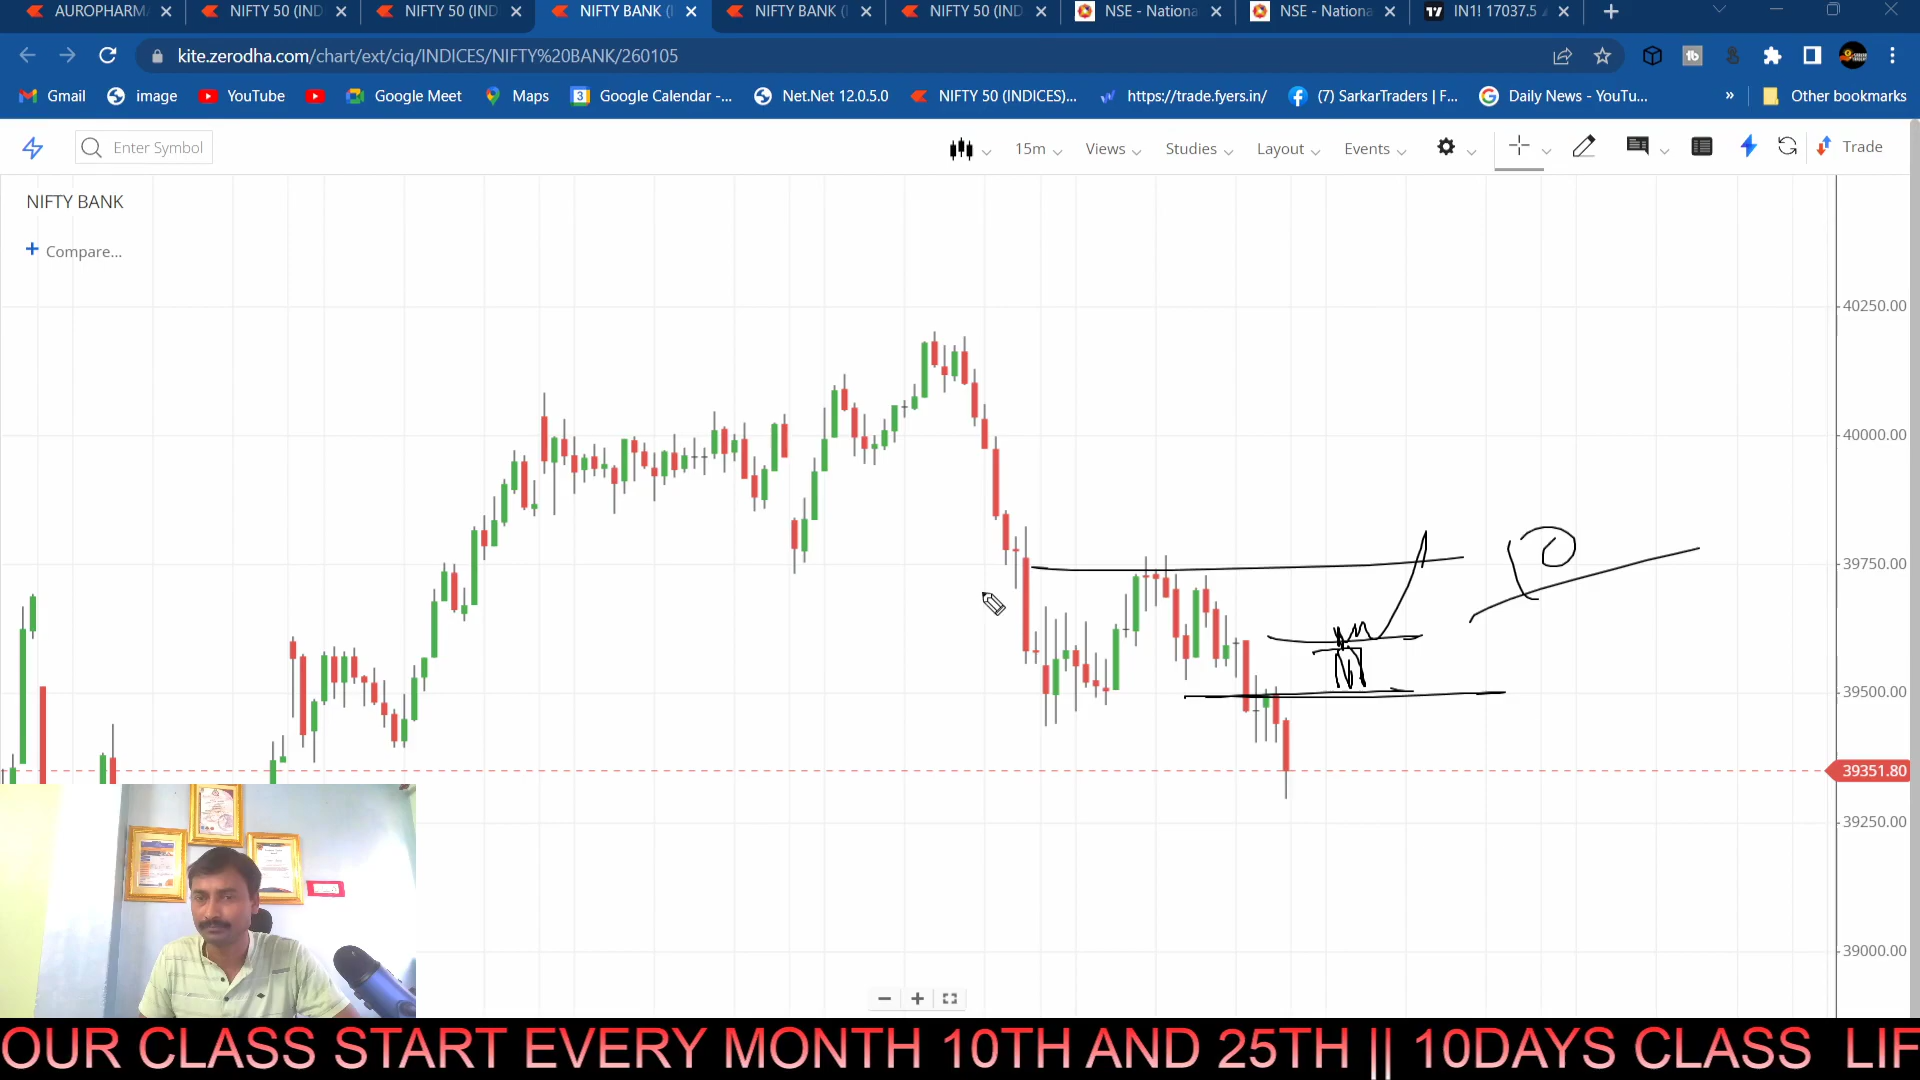 AUROPHARM
NIFTY 50 (IND
NIFTY 50 (IND
NIFTY BANK (I
NIFTY BANK (
NIFTY 50 (IND
NSE - Nationa
NSE - Nationa
IN1! 17037.5
kite.zerodha.com/chart/ext/ciq/INDICES/NIFTY%20BANK/260105
Gmail
image
YouTube
Google Meet
Maps
3
Google Calendar -...
Net.Net 12.0.5.0
NIFTY 50 (INDICES)...
https://trade.fyers.in/
(7) SarkarTraders | F...
Daily News - YouTu...
»
Other bookmarks
Enter Symbol
15m
Views
Studies
Layout
Events
Trade
NIFTY BANK
+ Compare...
40250.00
40000.00
39750.00
39500.00
39351.80
39250.00
39000.00
OUR CLASS START EVERY MONTH 10TH AND 25TH || 10DAYS CLASS LIF